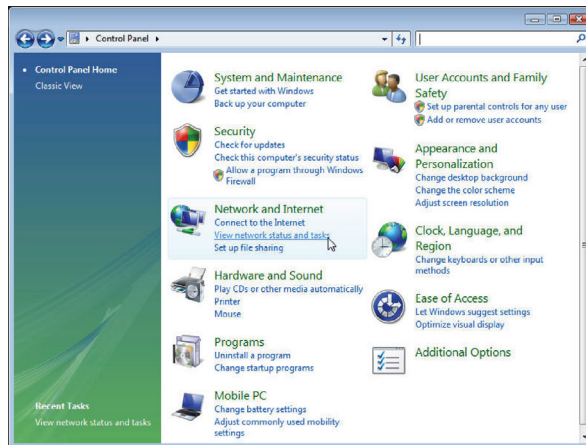 Control Panel
Control Panel Home
Classic View
System and Maintenance
Get started with Windows
Back up your computer
Security
Check for updates
Check this computer's security status
Allow a program through Windows
Firewall
Network and Internet
Connect to the Internet
View network status and tasks
Set up file sharing
Hardware and Sound
Play CDs or other media automatically
Printer
Mouse
Programs
Uninstall a program
Change startup programs
Mobile PC
Change battery settings
Adjust commonly used mobility
settings
User Accounts and Family
Safety
Set up parental controls for any user
Add or remove user accounts
Appearance and
Personalization
Change desktop background
Change the color scheme
Adjust screen resolution
Clock, Language, and
Region
Change keyboards or other input
methods
Ease of Access
Let Windows suggest settings
Optimize visual display
Additional Options
Recent Tasks
View network status and tasks